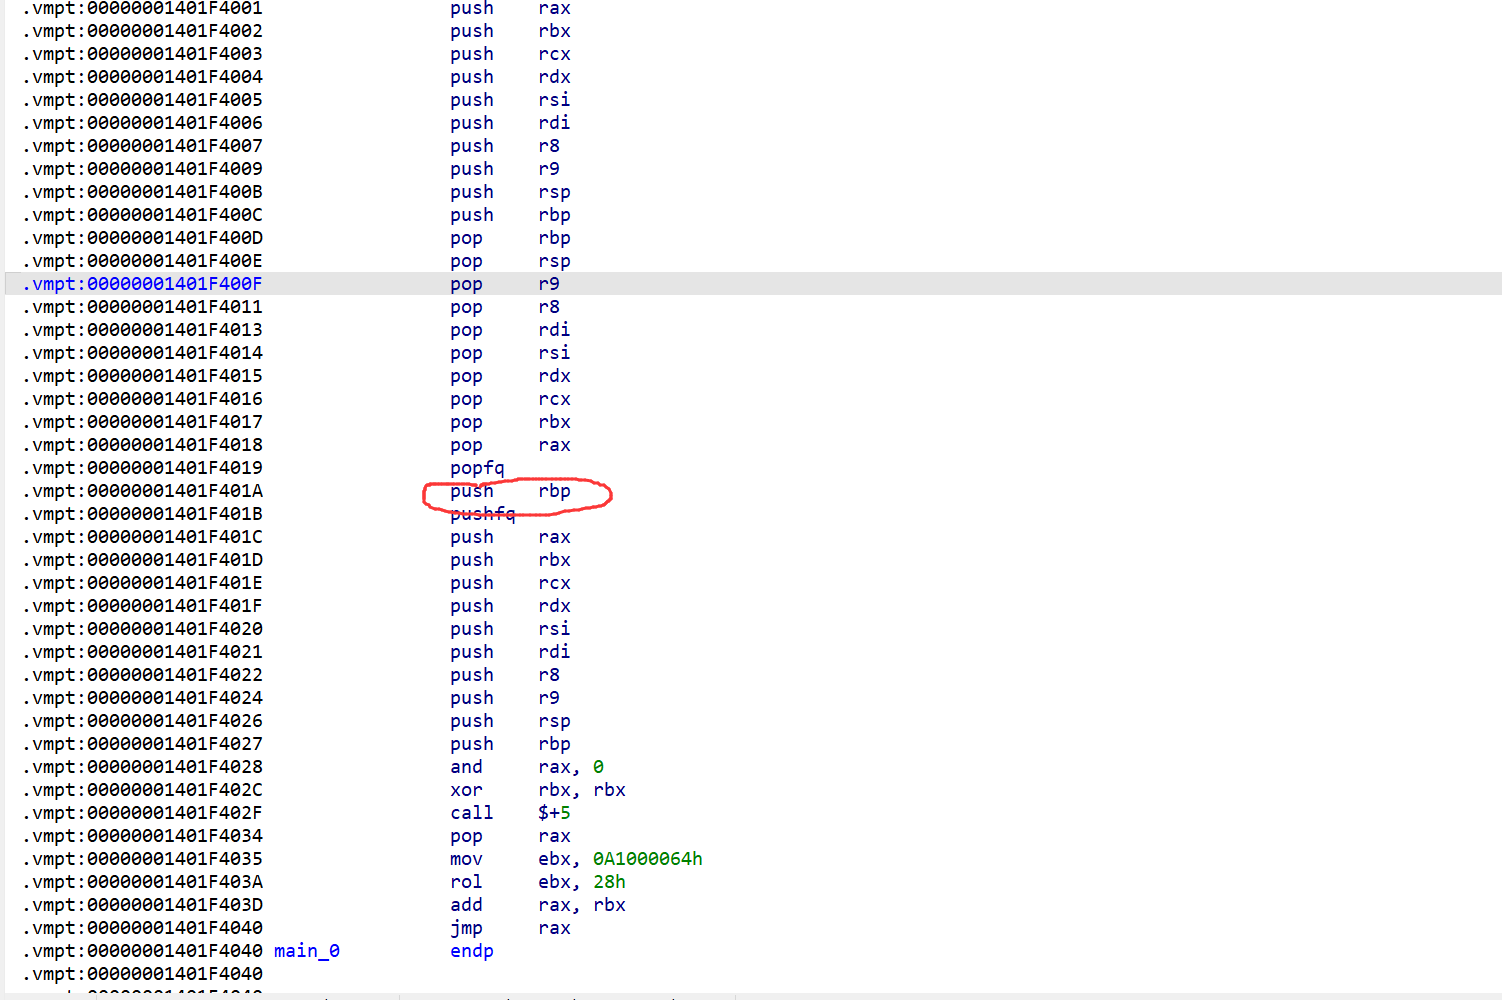 .vmpt:00000001401F4001 push rax
.vmpt:00000001401F4002 push rbx
.vmpt:00000001401F4003 push rcx
.vmpt:00000001401F4004 push rdx
.vmpt:00000001401F4005 push rsi
.vmpt:00000001401F4006 push rdi
.vmpt:00000001401F4007 push r8
.vmpt:00000001401F4009 push r9
.vmpt:00000001401F400B push rsp
.vmpt:00000001401F400C push rbp
.vmpt:00000001401F400D pop rbp
.vmpt:00000001401F400E pop rsp
.vmpt:00000001401F400F pop r9
.vmpt:00000001401F4011 pop r8
.vmpt:00000001401F4013 pop rdi
.vmpt:00000001401F4014 pop rsi
.vmpt:00000001401F4015 pop rdx
.vmpt:00000001401F4016 pop rcx
.vmpt:00000001401F4017 pop rbx
.vmpt:00000001401F4018 pop rax
.vmpt:00000001401F4019 popfq
.vmpt:00000001401F401A push rbp
.vmpt:00000001401F401B pushfq
.vmpt:00000001401F401C push rax
.vmpt:00000001401F401D push rbx
.vmpt:00000001401F401E push rcx
.vmpt:00000001401F401F push rdx
.vmpt:00000001401F4020 push rsi
.vmpt:00000001401F4021 push rdi
.vmpt:00000001401F4022 push r8
.vmpt:00000001401F4024 push r9
.vmpt:00000001401F4026 push rsp
.vmpt:00000001401F4027 push rbp
.vmpt:00000001401F4028 and rax, 0
.vmpt:00000001401F402C xor rbx, rbx
.vmpt:00000001401F402F call $+5
.vmpt:00000001401F4034 pop rax
.vmpt:00000001401F4035 mov ebx, 0A1000064h
.vmpt:00000001401F403A rol ebx, 28h
.vmpt:00000001401F403D add rax, rbx
.vmpt:00000001401F4040 jmp rax
.vmpt:00000001401F4040 main_0 endp
.vmpt:00000001401F4040